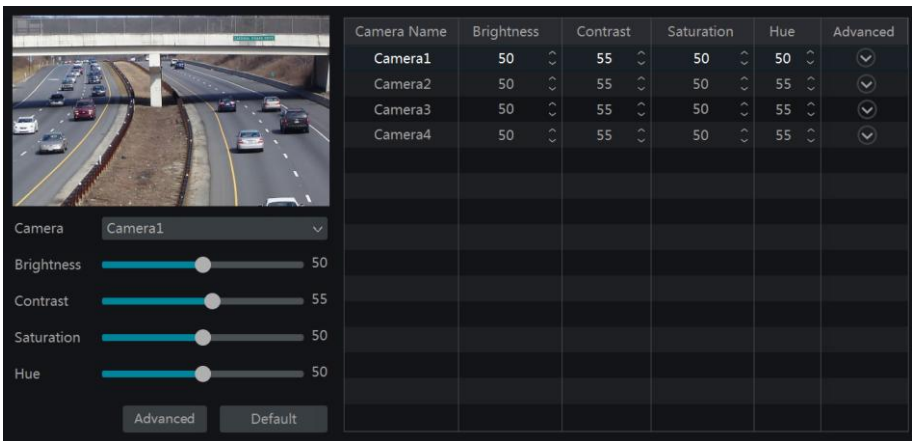 Camera Camera1
Brightness 50
Contrast 55
Saturation 50
Hue 50
Advanced Default
Camera Name Brightness Contrast Saturation Hue Advanced
Camera1 50 55 50 50
Camera2 50 55 50 55
Camera3 50 55 50 55
Camera4 50 55 50 55